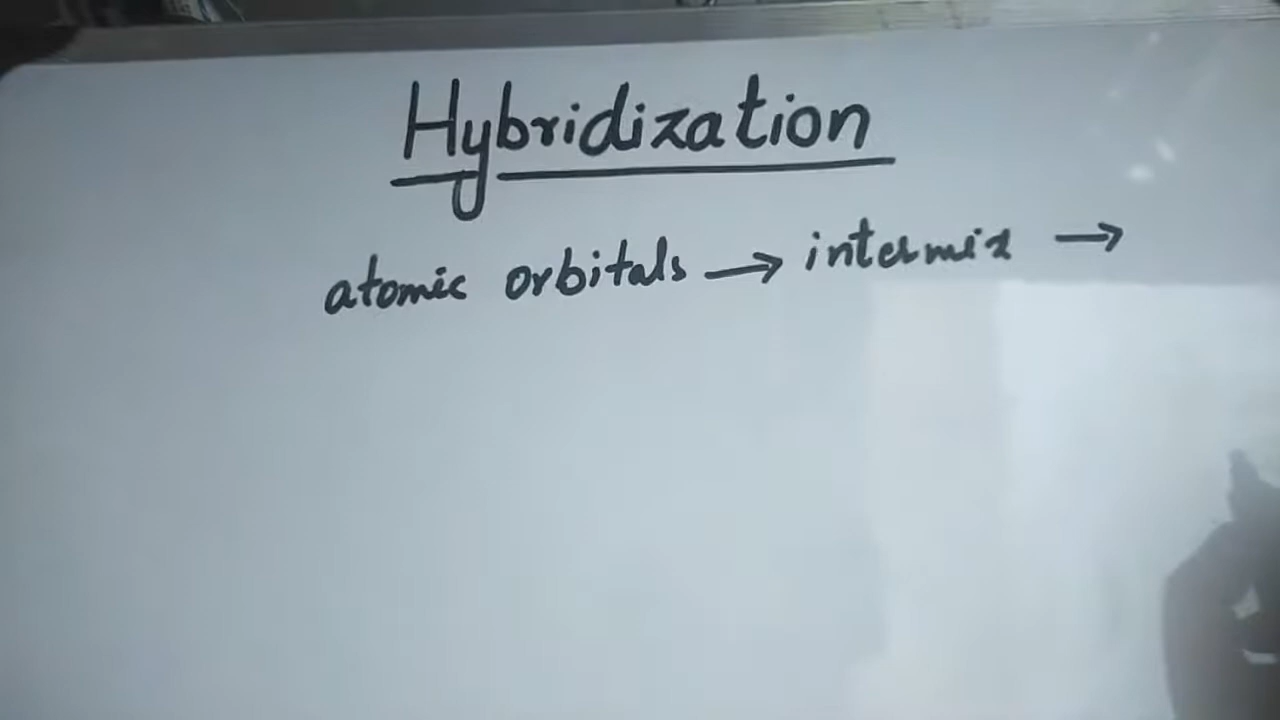 Hybridization
atomic orbitals → intermix →